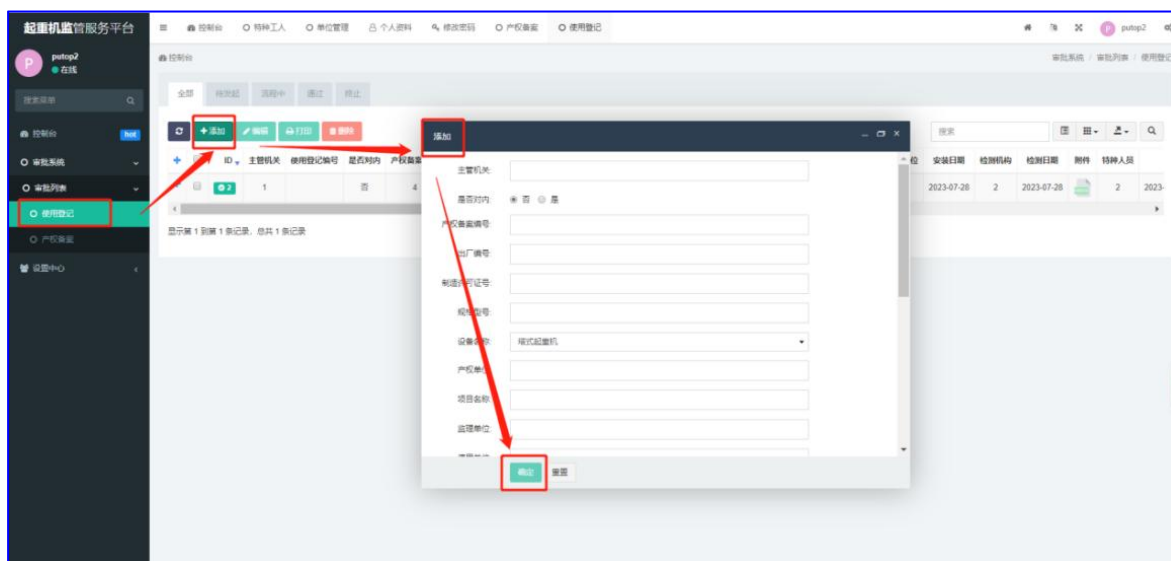 起重机监管服务平台
控制台 特种工人 单位管理 个人资料 修改密码 产权备案 使用登记 putop2
P putop2
在线
控制台 审批系统 / 审批列表 / 使用登记
搜索菜单
全部 待发起 流程中 通过 终止
控制台 hot
+添加 编辑 打印 删除 搜索
审批系统
ID 主管机关 使用登记编号 是否对内 产权备案 位 安装日期 检测机构 检测日期 附件 特种人员
审批列表
2 1 否 4 2023-07-28 2 2023-07-28 2 2023-
使用登记
显示第 1 到第 1 条记录，总共 1 条记录
产权备案
设置中心
添加
主管机关:
是否对内: 否 是
产权备案编号:
出厂编号:
制造许可证号:
规格型号:
设备名称: 塔式起重机
产权单位:
项目名称:
监理单位:
确定 重置